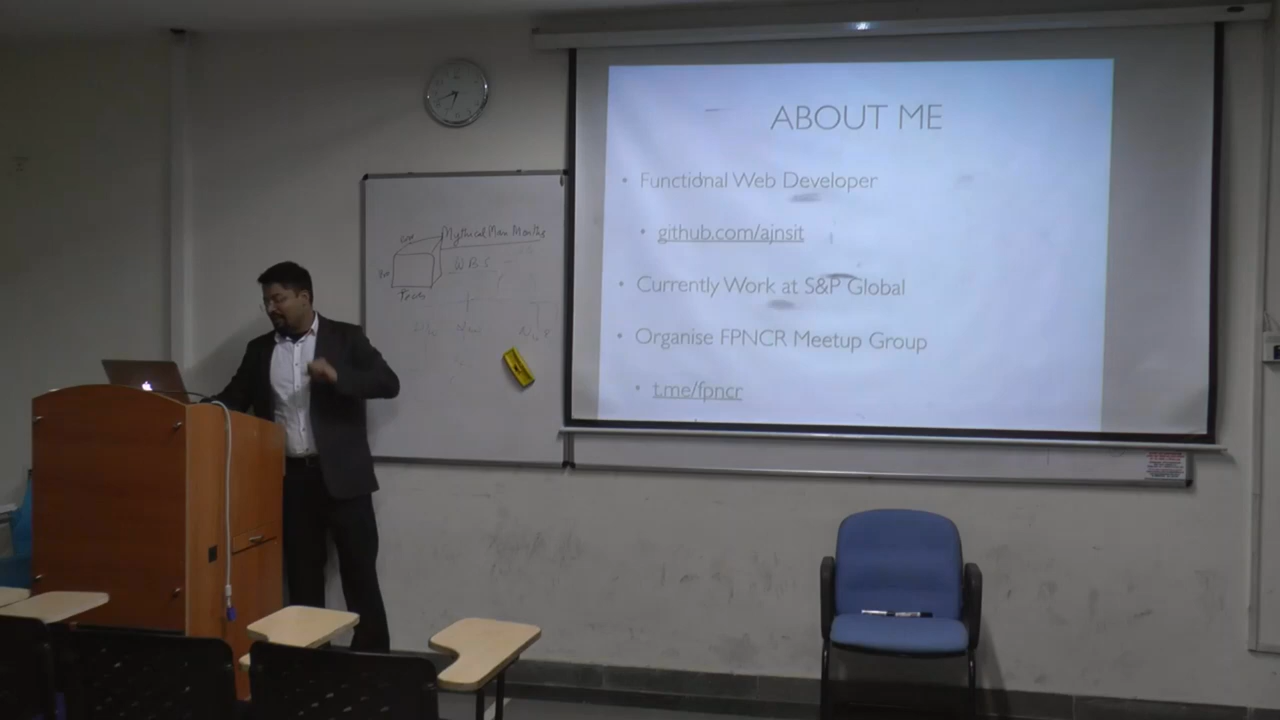 ABOUT ME
• Functional Web Developer
• github.com/ajnsit
• Currently Work at S&P Global
• Organise FPNCR Meetup Group
• t.me/fpncr
Mythical Man Months
W B S